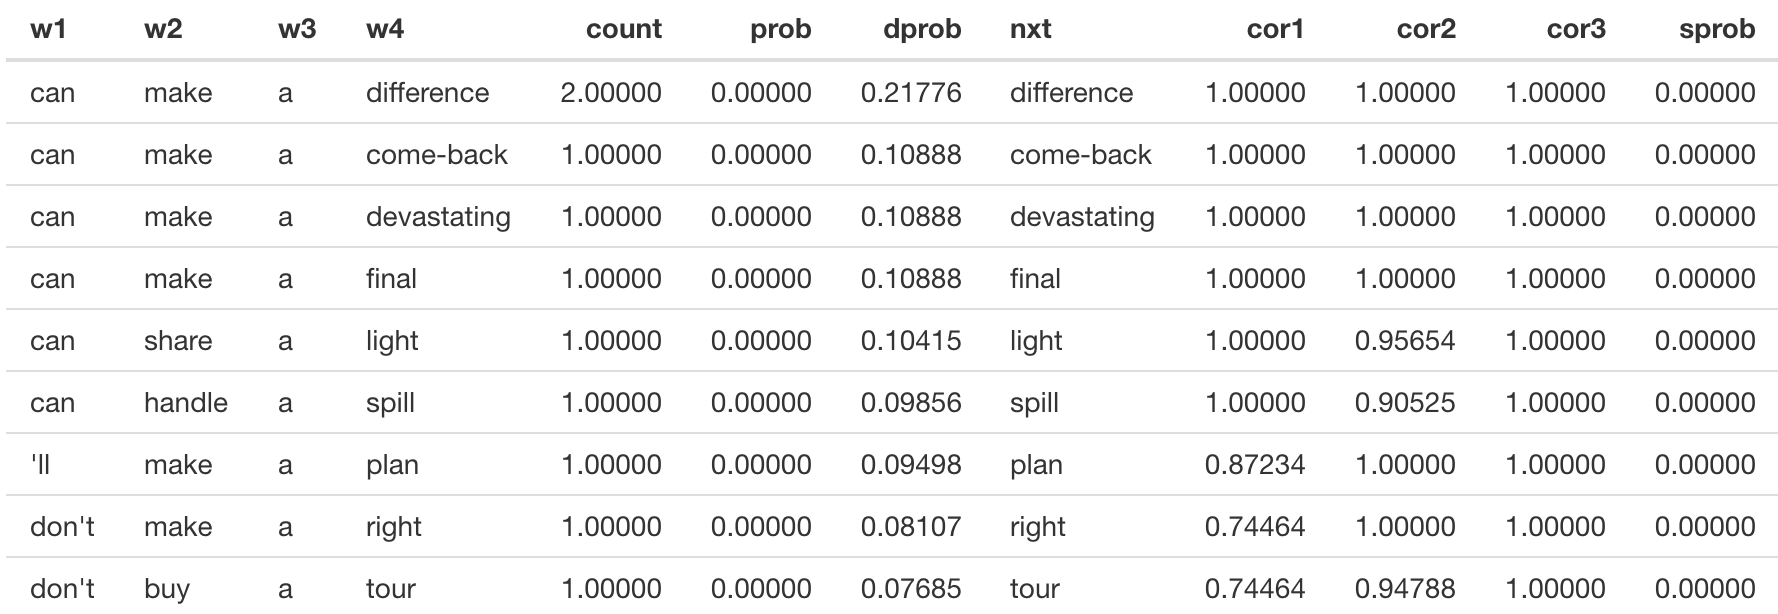 w1 w2 w3 w4 count prob dprob nxt cor1 cor2 cor3 sprob
can make a difference 2.00000 0.00000 0.21776 difference 1.00000 1.00000 1.00000 0.00000
can make a come-back 1.00000 0.00000 0.10888 come-back 1.00000 1.00000 1.00000 0.00000
can make a devastating 1.00000 0.00000 0.10888 devastating 1.00000 1.00000 1.00000 0.00000
can make a final 1.00000 0.00000 0.10888 final 1.00000 1.00000 1.00000 0.00000
can share a light 1.00000 0.00000 0.10415 light 1.00000 0.95654 1.00000 0.00000
can handle a spill 1.00000 0.00000 0.09856 spill 1.00000 0.90525 1.00000 0.00000
'll make a plan 1.00000 0.00000 0.09498 plan 0.87234 1.00000 1.00000 0.00000
don't make a right 1.00000 0.00000 0.08107 right 0.74464 1.00000 1.00000 0.00000
don't buy a tour 1.00000 0.00000 0.07685 tour 0.74464 0.94788 1.00000 0.00000